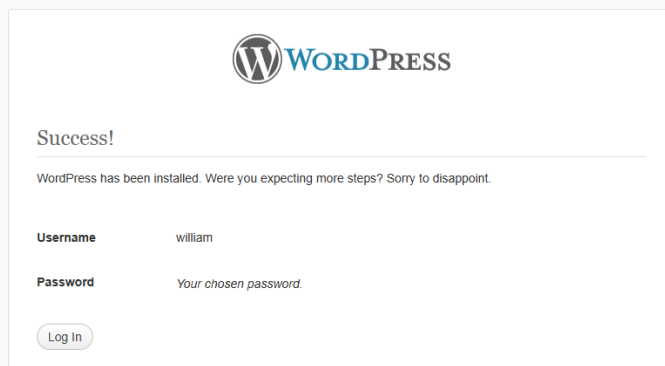 WORDPRESS
Success!
WordPress has been installed. Were you expecting more steps? Sorry to disappoint.
Username william
Password Your chosen password.
Log In